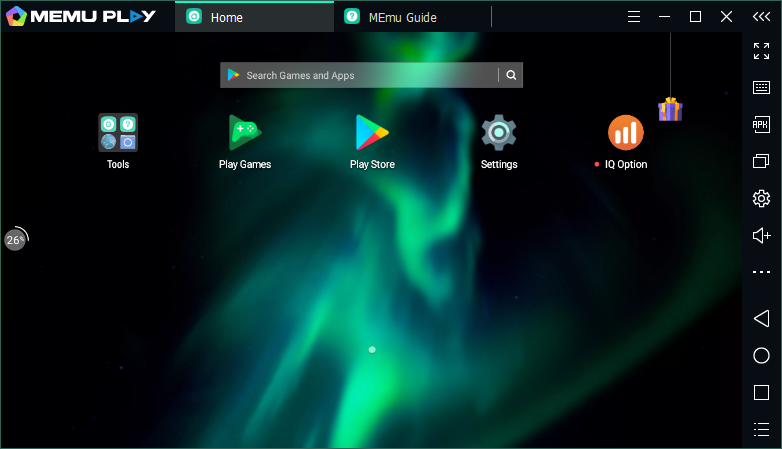 MEMU PLAY
Home
MEmu Guide
Search Games and Apps
Tools
Play Games
Play Store
Settings
IQ Option
26%
APK